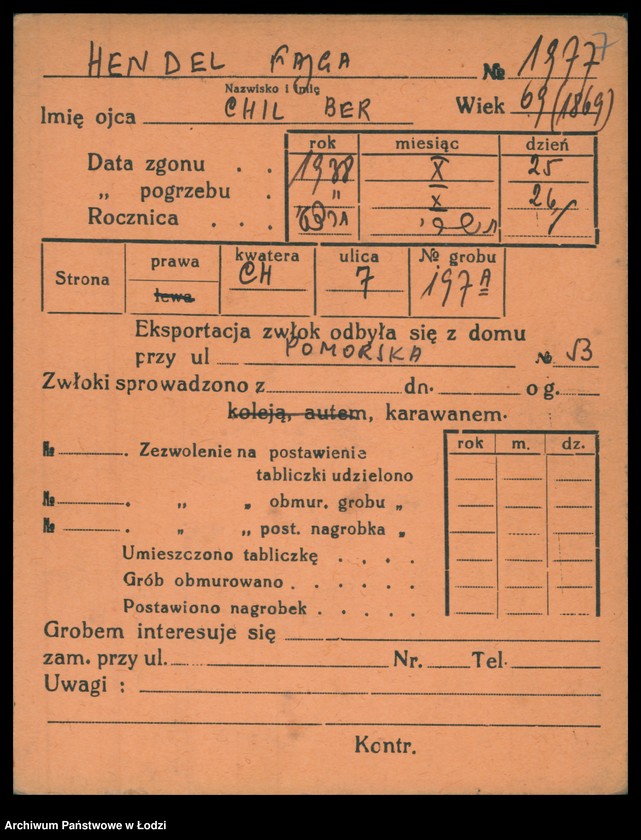 HENDEL FAJGA № 1977 7
Nazwisko i imię
Imię ojca CHIL BER Wiek 69 (1869)
rok miesiąc dzień
Data zgonu . . 1938 X 25
„ pogrzebu . „ X 26
Rocznica . . .
Strona prawa lewa kwatera CH ulica 7 № grobu 197 A
Eksportacja zwłok odbyła się z domu
przy ul POMORSKA №
Zwłoki sprowadzono z dn. o g.
koleją, autem, karawanem.
rok m. dz.
№ . Zezwolenie na postawienie
tabliczki udzielono
№ . „ „ obmur. grobu „
№ . „ „ post. nagrobka „
Umieszczono tabliczkę . . . .
Grób obmurowano . . . . .
Postawiono nagrobek . . . .
Grobem interesuje się
zam. przy ul. Nr. Tel.
Uwagi :
Kontr.
Archiwum Państwowe w Łodzi